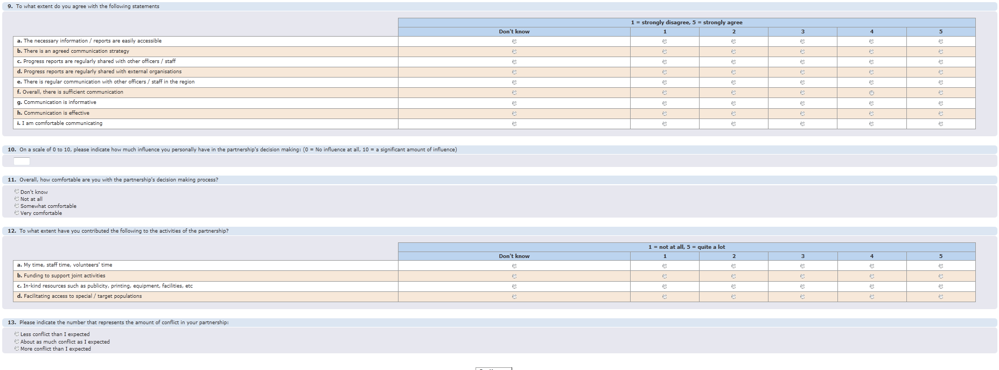 9. To what extent do you agree with the following statements
1 = strongly disagree, 5 = strongly agree
Don't know 1 2 3 4 5
a. The necessary information / reports are easily accessible
b. There is an agreed communication strategy
c. Progress reports are regularly shared with other officers / staff
d. Progress reports are regularly shared with external organisations
e. There is regular communication with other officers / staff in the region
f. Overall, there is sufficient communication
g. Communication is informative
h. Communication is effective
i. I am comfortable communicating
10. On a scale of 0 to 10, please indicate how much influence you personally have in the partnership's decision making: (0 = No influence at all, 10 = a significant amount of influence)
11. Overall, how comfortable are you with the partnership's decision making process?
Don't know
Not at all
Somewhat comfortable
Very comfortable
12. To what extent have you contributed the following to the activities of the partnership?
1 = not at all, 5 = quite a lot
Don't know 1 2 3 4 5
a. My time, staff time, volunteers' time
b. Funding to support joint activities
c. In-kind resources such as publicity, printing, equipment, facilities, etc
d. Facilitating access to special / target populations
13. Please indicate the number that represents the amount of conflict in your partnership:
Less conflict than I expected
About as much conflict as I expected
More conflict than I expected